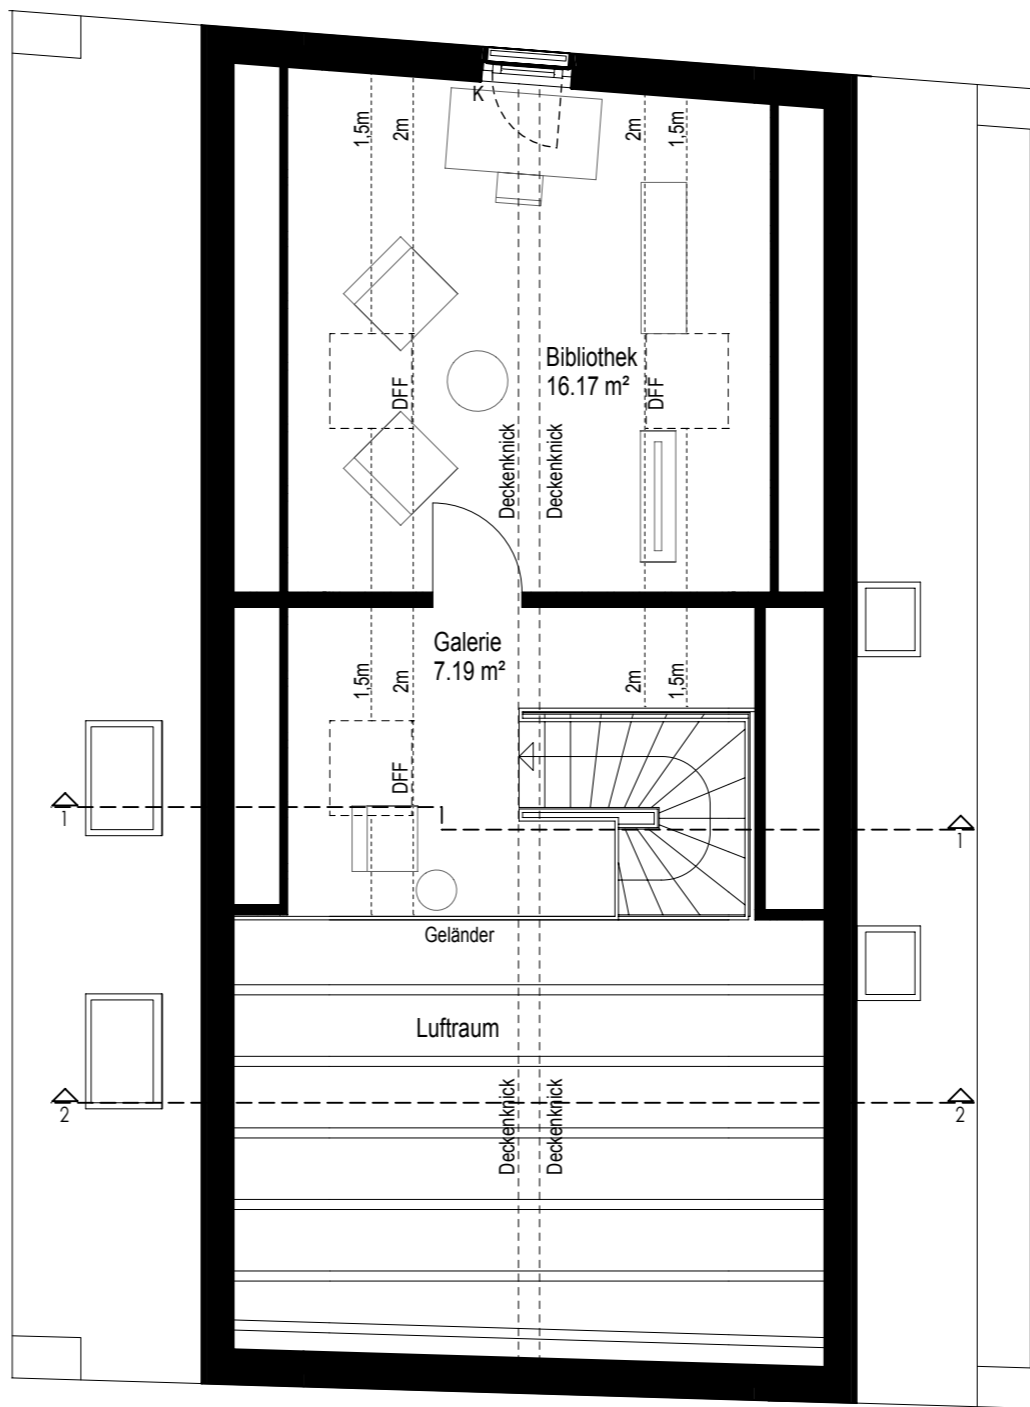 K
1,5m
2m
2m
1,5m
Bibliothek
16.17 m²
DFF
DFF
Deckenknick
Deckenknick
Galerie
7.19 m²
1,5m
2m
2m
1,5m
DFF
1
1
Geländer
Luftraum
Deckenknick
Deckenknick
2
2